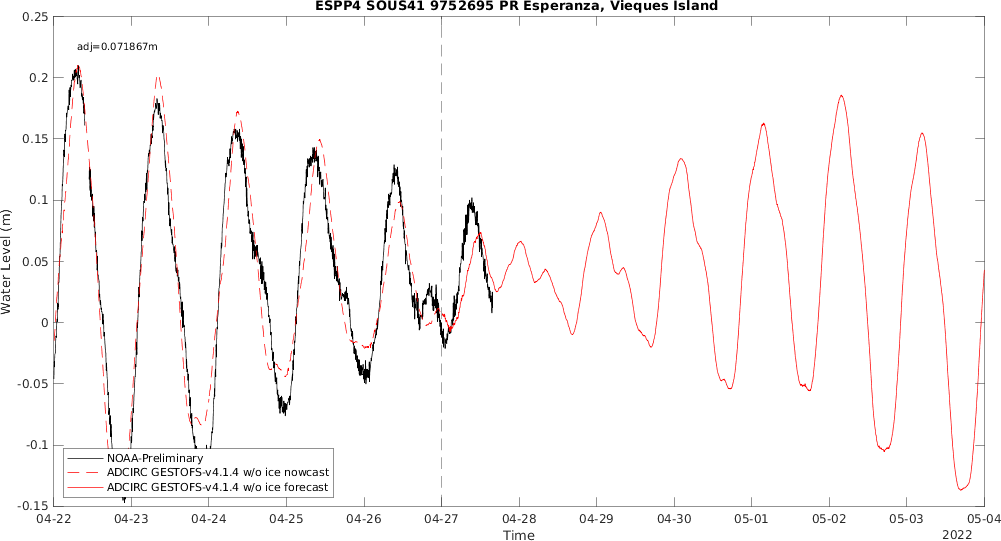 ESPP4 SOUS41 9752695 PR Esperanza, Vieques Island
adj=0.071867m
0.25
0.2
0.15
0.1
0.05
0
-0.05
-0.1
-0.15
Water Level (m)
NOAA-Preliminary
ADCIRC GESTOFS-v4.1.4 w/o ice nowcast
ADCIRC GESTOFS-v4.1.4 w/o ice forecast
04-22 04-23 04-24 04-25 04-26 04-27 04-28 04-29 04-30 05-01 05-02 05-03 05-04
Time
2022